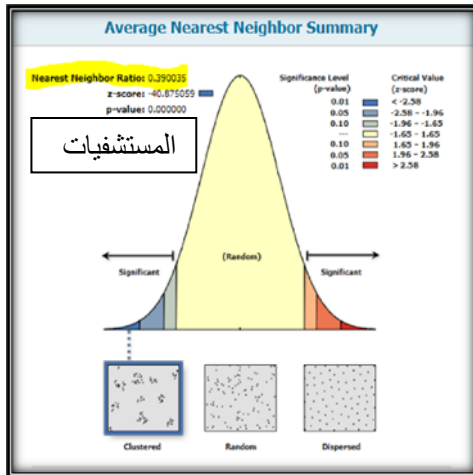 Average Nearest Neighbor Summary
Nearest Neighbor Ratio: 0.390035
z-score: -40.875059
p-value: 0.000000
المستشفيات
Significance Level
(p-value)
Critical Value
(z-score)
0.01 < -2.58
0.05 -2.58 - -1.96
0.10 -1.96 - -1.65
--- -1.65 - 1.65
0.10 1.65 - 1.96
0.05 1.96 - 2.58
0.01 > 2.58
Significant
(Random)
Significant
Clustered
Random
Dispersed